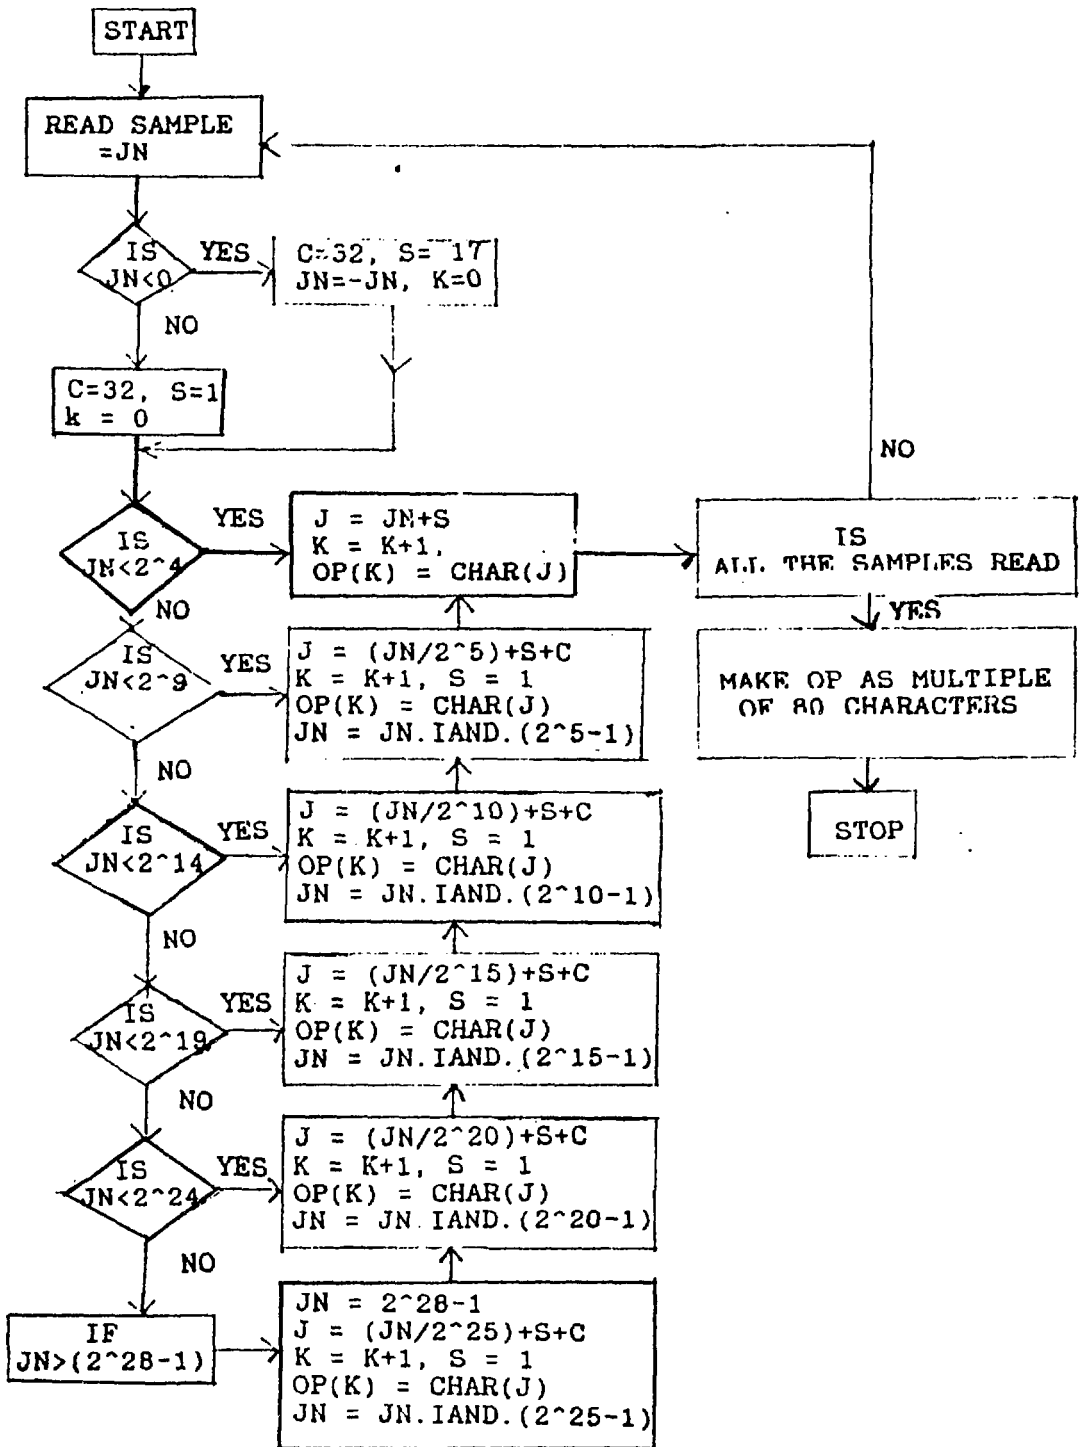 START
READ SAMPLE
=JN
IS
JN<0
YES
C=32, S= 17
JN=-JN, K=0
NO
C=32, S=1
k = 0
NO
IS
JN<2^4
YES
J = JN+S
K = K+1,
OP(K) = CHAR(J)
IS
ALL THE SAMPLES READ
NO
YES
IS
JN<2^9
YES
J = (JN/2^5)+S+C
K = K+1, S = 1
OP(K) = CHAR(J)
JN = JN.IAND.(2^5-1)
MAKE OP AS MULTIPLE
OF 80 CHARACTERS
NO
IS
JN<2^14
YES
J = (JN/2^10)+S+C
K = K+1, S = 1
OP(K) = CHAR(J)
JN = JN.IAND.(2^10-1)
STOP
NO
IS
JN<2^19
YES
J = (JN/2^15)+S+C
K = K+1, S = 1
OP(K) = CHAR(J)
JN = JN.IAND.(2^15-1)
NO
IS
JN<2^24
YES
J = (JN/2^20)+S+C
K = K+1, S = 1
OP(K) = CHAR(J)
JN = JN.IAND.(2^20-1)
NO
IF
JN>(2^28-1)
JN = 2^28-1
J = (JN/2^25)+S+C
K = K+1, S = 1
OP(K) = CHAR(J)
JN = JN.IAND.(2^25-1)